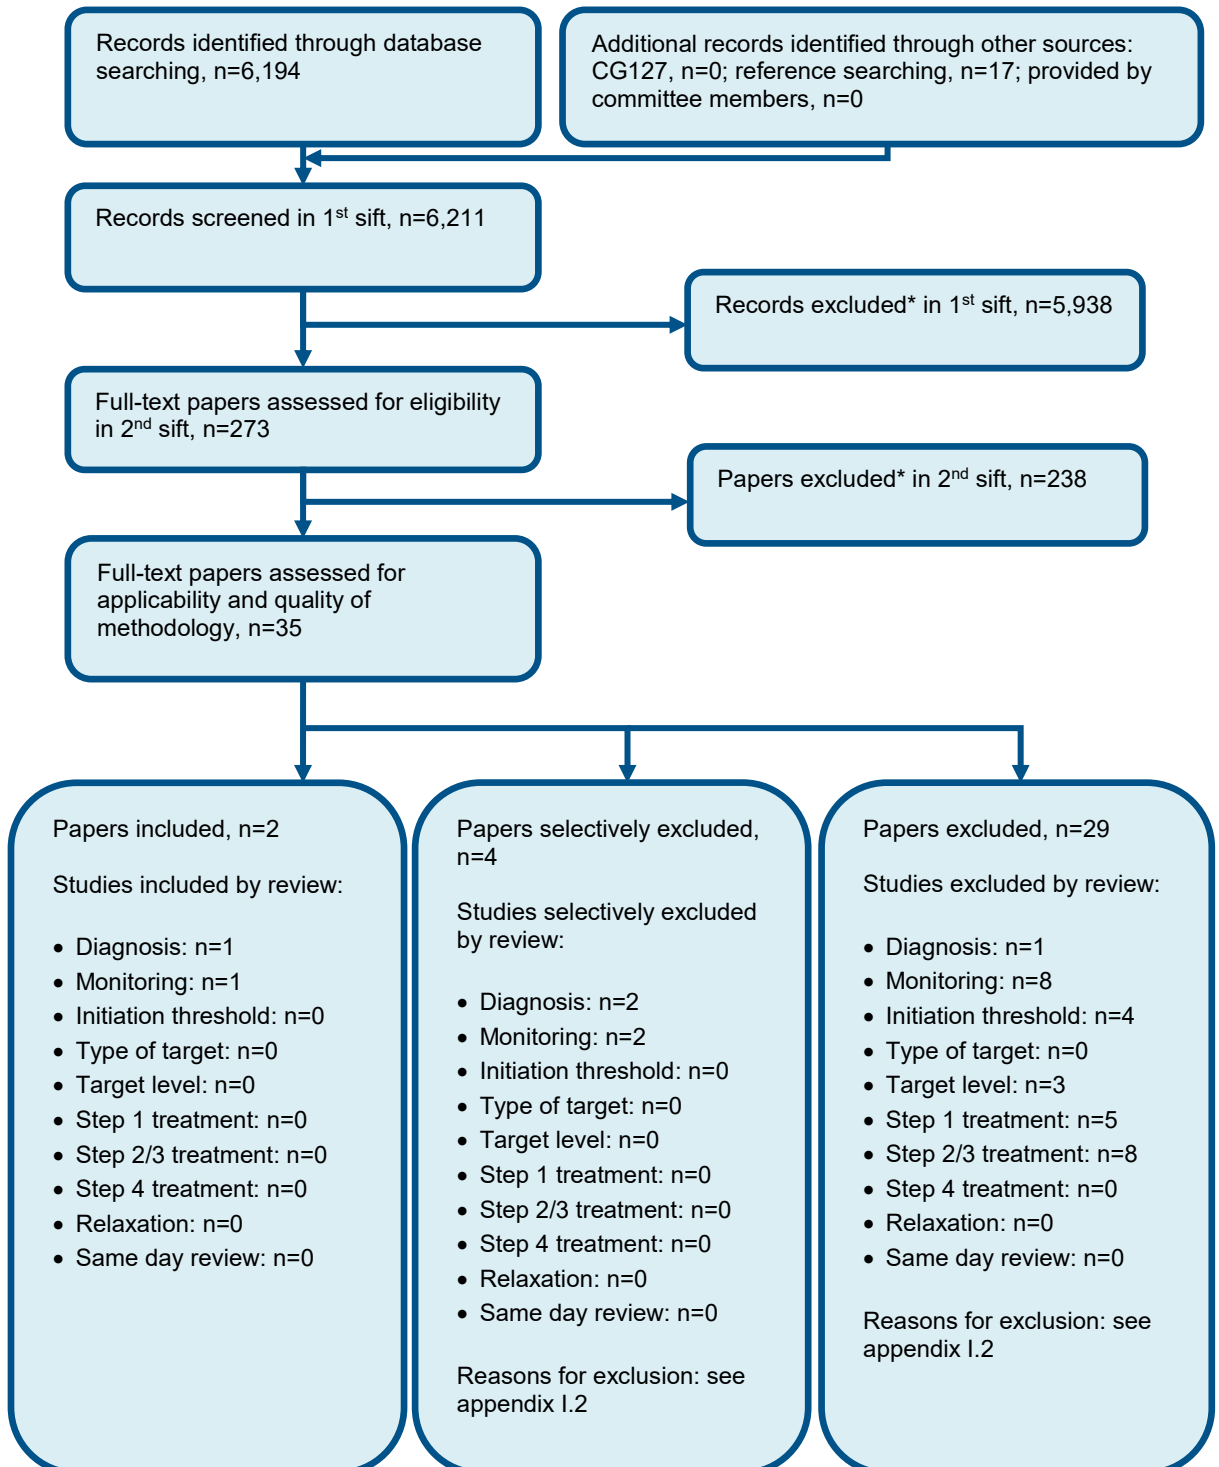 Records identified through database
searching, n=6,194
Additional records identified through other sources:
CG127, n=0; reference searching, n=17; provided by
committee members, n=0
Records screened in 1st sift, n=6,211
Records excluded* in 1st sift, n=5,938
Full-text papers assessed for eligibility
in 2nd sift, n=273
Papers excluded* in 2nd sift, n=238
Full-text papers assessed for
applicability and quality of
methodology, n=35
Papers included, n=2
Studies included by review:
• Diagnosis: n=1
• Monitoring: n=1
• Initiation threshold: n=0
• Type of target: n=0
• Target level: n=0
• Step 1 treatment: n=0
• Step 2/3 treatment: n=0
• Step 4 treatment: n=0
• Relaxation: n=0
• Same day review: n=0
Papers selectively excluded,
n=4
Studies selectively excluded
by review:
• Diagnosis: n=2
• Monitoring: n=2
• Initiation threshold: n=0
• Type of target: n=0
• Target level: n=0
• Step 1 treatment: n=0
• Step 2/3 treatment: n=0
• Step 4 treatment: n=0
• Relaxation: n=0
• Same day review: n=0
Reasons for exclusion: see
appendix I.2
Papers excluded, n=29
Studies excluded by review:
• Diagnosis: n=1
• Monitoring: n=8
• Initiation threshold: n=4
• Type of target: n=0
• Target level: n=3
• Step 1 treatment: n=5
• Step 2/3 treatment: n=8
• Step 4 treatment: n=0
• Relaxation: n=0
• Same day review: n=0
Reasons for exclusion: see
appendix I.2